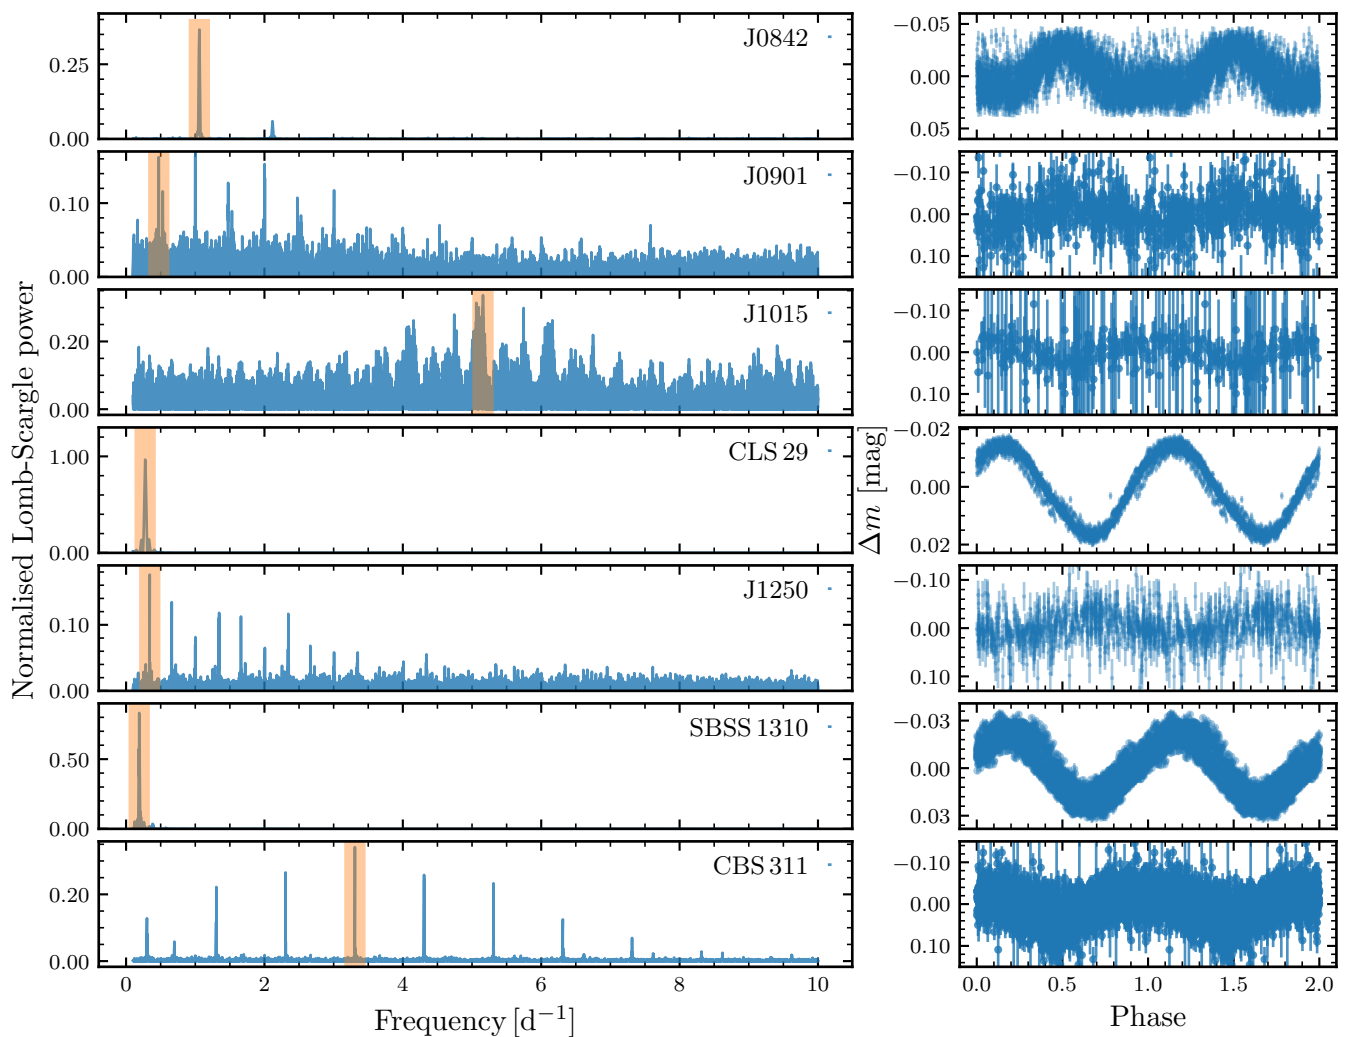 J0842
0.25
0.00
−0.05
0.00
0.05
J0901
0.10
0.00
−0.10
0.00
0.10
J1015
0.20
0.00
−0.10
0.00
0.10
CLS 29
1.00
0.00
−0.02
0.00
0.02
J1250
0.10
0.00
−0.10
0.00
0.10
SBSS 1310
0.50
0.00
−0.03
0.00
0.03
CBS 311
0.20
0.00
−0.10
0.00
0.10
0 2 4 6 8 10
0.0 0.5 1.0 1.5 2.0
Frequency [d⁻¹]
Phase
Normalised Lomb-Scargle power
Δm [mag]